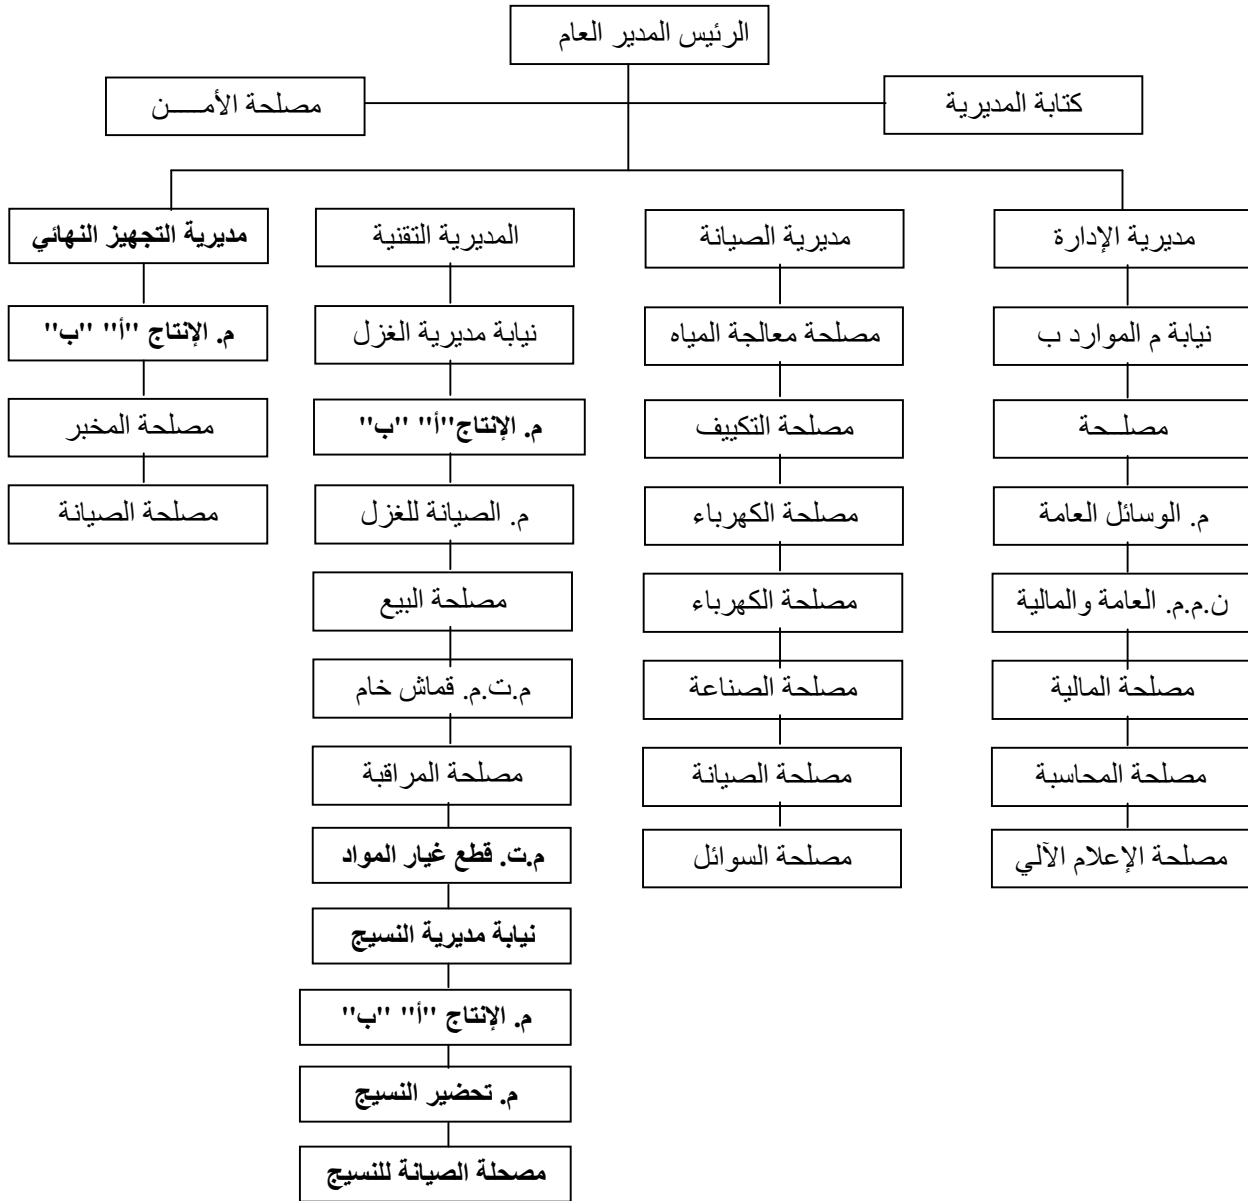 الرئيس المدير العام
كتابة المديرية
مصلحة الأمـــن
مديرية الإدارة
مديرية الصيانة
المديرية التقنية
مديرية التجهيز النهائي
نيابة م الموارد ب
مصلحة معالجة المياه
نيابة مديرية الغزل
م. الإنتاج "أ" "ب"
مصلــحة
مصلحة التكييف
م. الإنتاج"أ" "ب"
مصلحة المخبر
م. الوسائل العامة
مصلحة الكهرباء
م. الصيانة للغزل
مصلحة الصيانة
ن.م.م. العامة والمالية
مصلحة الكهرباء
مصلحة البيع
مصلحة المالية
مصلحة الصناعة
م.ت.م. قماش خام
مصلحة المحاسبة
مصلحة الصيانة
مصلحة المراقبة
مصلحة الإعلام الآلي
مصلحة السوائل
م.ت. قطع غيار المواد
نيابة مديرية النسيج
م. الإنتاج "أ" "ب"
م. تحضير النسيج
مصحلة الصيانة للنسيج